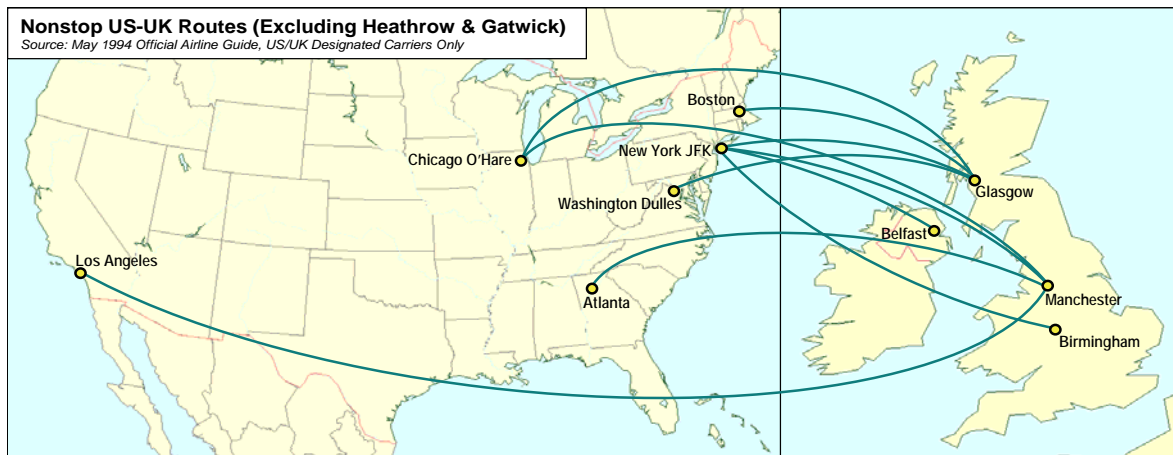 Nonstop US-UK Routes (Excluding Heathrow & Gatwick)
Source: May 1994 Official Airline Guide, US/UK Designated Carriers Only
Boston
Chicago O'Hare
New York JFK
Washington Dulles
Glasgow
Belfast
Los Angeles
Atlanta
Manchester
Birmingham